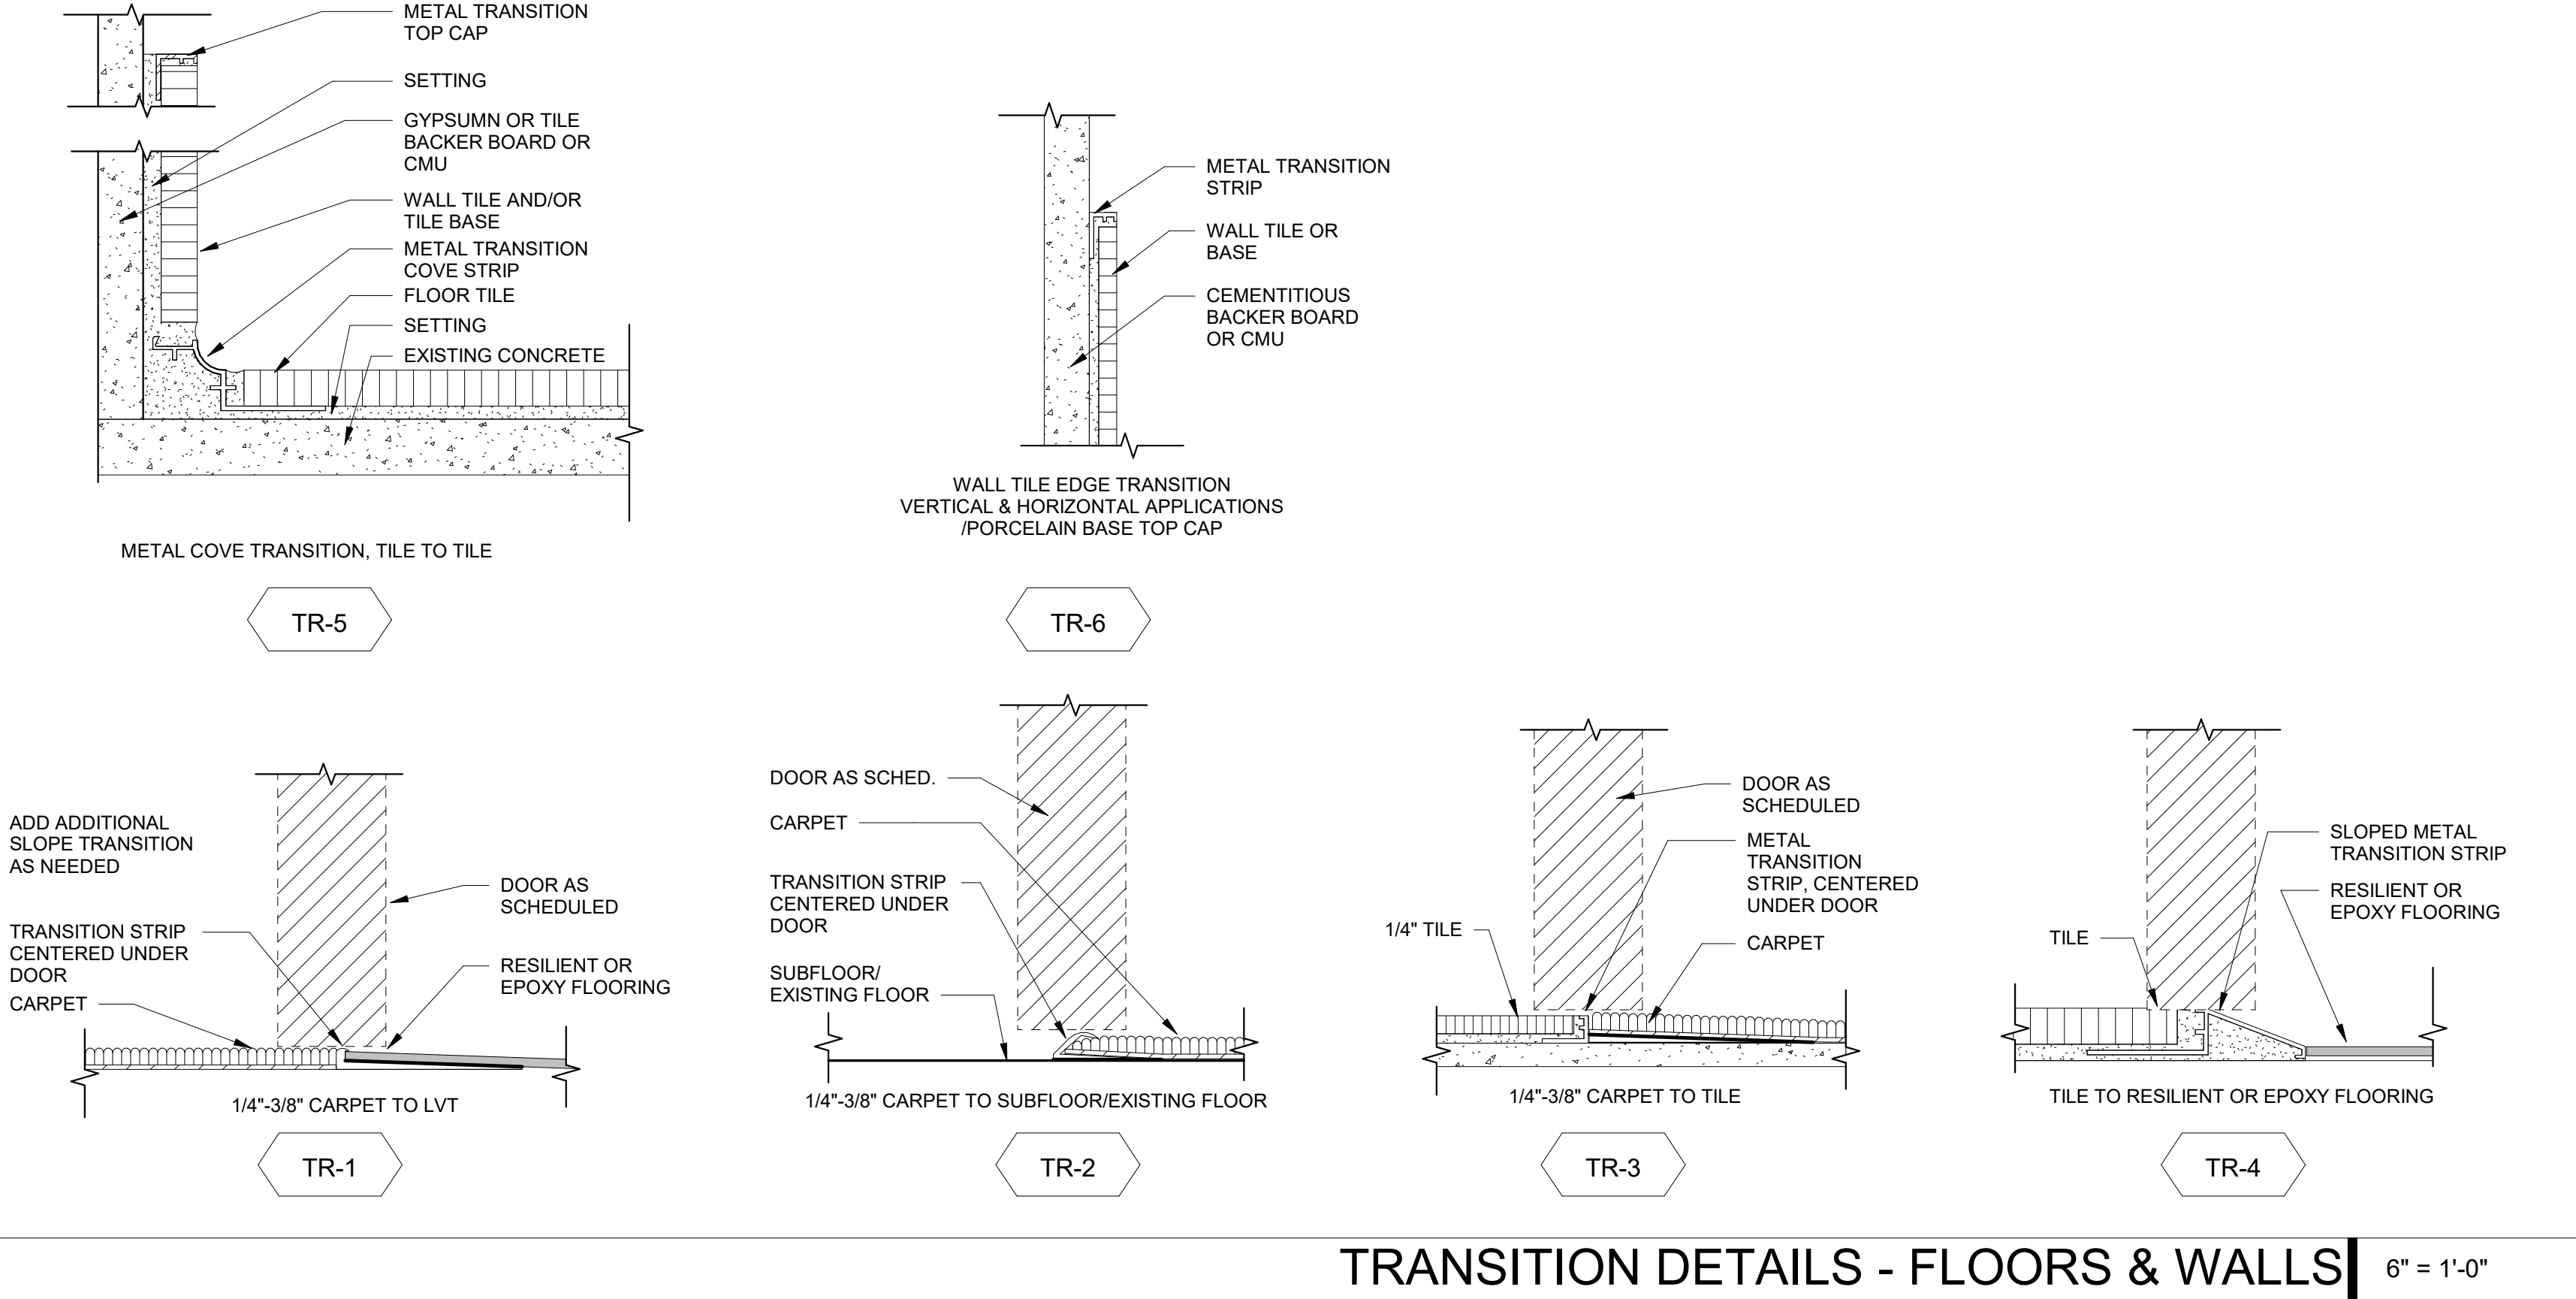 METAL TRANSITION
TOP CAP
SETTING
GYPSUMN OR TILE
BACKER BOARD OR
CMU
WALL TILE AND/OR
TILE BASE
METAL TRANSITION
COVE STRIP
FLOOR TILE
SETTING
EXISTING CONCRETE
METAL COVE TRANSITION, TILE TO TILE
TR-5
METAL TRANSITION
STRIP
WALL TILE OR
BASE
CEMENTITIOUS
BACKER BOARD
OR CMU
WALL TILE EDGE TRANSITION
VERTICAL & HORIZONTAL APPLICATIONS
/PORCELAIN BASE TOP CAP
TR-6
ADD ADDITIONAL
SLOPE TRANSITION
AS NEEDED
TRANSITION STRIP
CENTERED UNDER
DOOR
CARPET
DOOR AS
SCHEDULED
RESILIENT OR
EPOXY FLOORING
1/4"-3/8" CARPET TO LVT
TR-1
DOOR AS SCHED.
CARPET
TRANSITION STRIP
CENTERED UNDER
DOOR
SUBFLOOR/
EXISTING FLOOR
1/4"-3/8" CARPET TO SUBFLOOR/EXISTING FLOOR
TR-2
1/4" TILE
DOOR AS
SCHEDULED
METAL
TRANSITION
STRIP, CENTERED
UNDER DOOR
CARPET
1/4"-3/8" CARPET TO TILE
TR-3
TILE
SLOPED METAL
TRANSITION STRIP
RESILIENT OR
EPOXY FLOORING
TILE TO RESILIENT OR EPOXY FLOORING
TR-4
TRANSITION DETAILS - FLOORS & WALLS
6" = 1'-0"